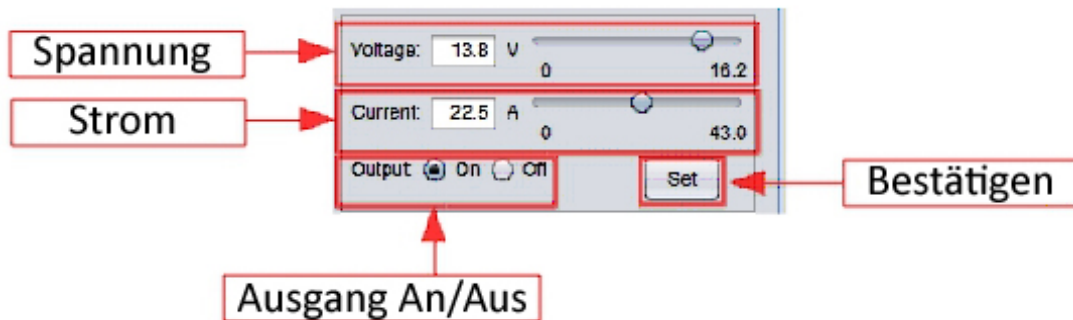 Spannung
Voltage: 13.8 V
0 16.2
Strom
Current: 22.5 A
0 43.0
Output On Off
Set
Bestätigen
Ausgang An/Aus